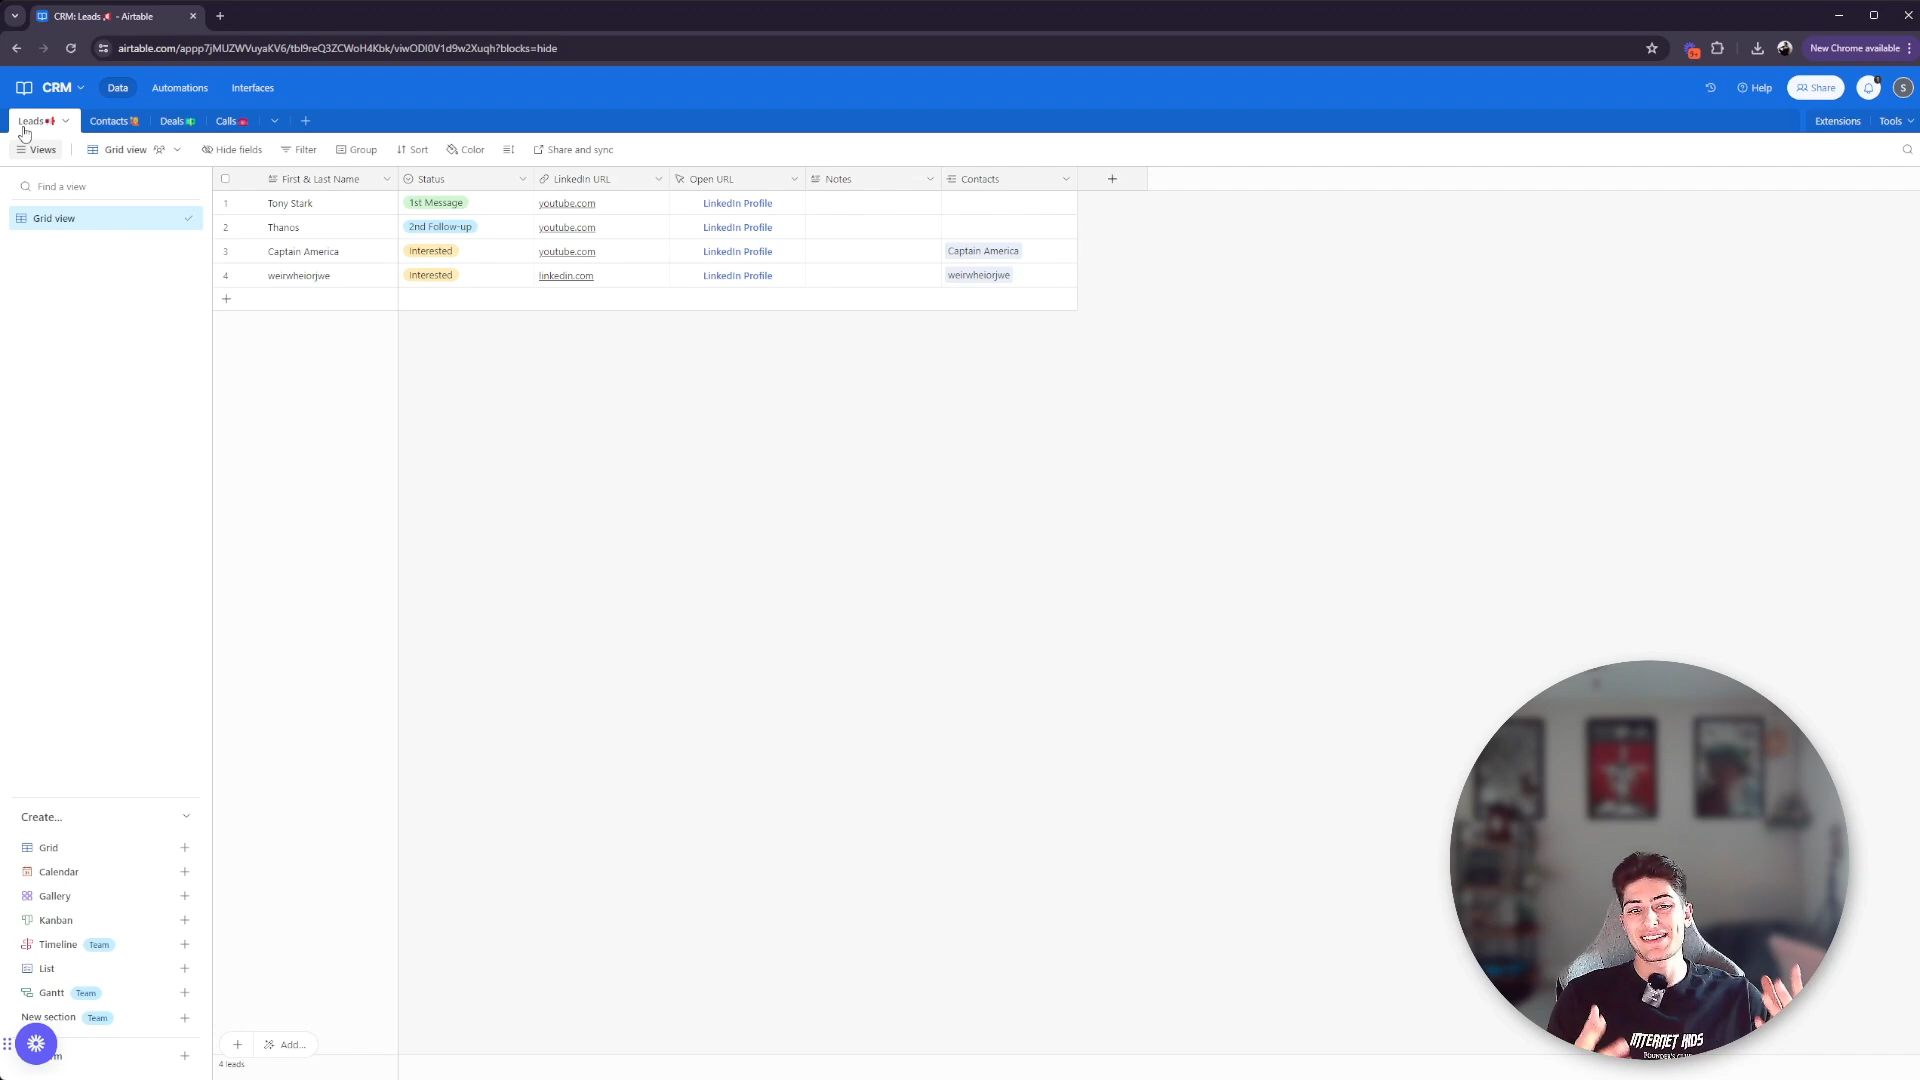 CRM: Leads - Airtable
airtable.com/appp7jMUZWVuyaKV6/tbl9reQ3ZCWoH4Kbk/viwODI0V1d9w2Xuqh?blocks=hide
9+
New Chrome available
CRM
Data
Automations
Interfaces
Help
Share
1
S
Leads
Contacts
Deals
Calls
Extensions
Tools
Views
Grid view
Hide fields
Filter
Group
Sort
Color
Share and sync
Find a view
Grid view
First & Last Name
Status
LinkedIn URL
Open URL
Notes
Contacts
1 Tony Stark 1st Message youtube.com LinkedIn Profile
2 Thanos 2nd Follow-up youtube.com LinkedIn Profile
3 Captain America Interested youtube.com LinkedIn Profile Captain America
4 weirwheiorjwe Interested linkedin.com LinkedIn Profile weirwheiorjwe
Create...
Grid
Calendar
Gallery
Kanban
Timeline Team
List
Gantt Team
New section Team
Add...
4 leads
INTERNET KIDS
FOUNDER'S CLUB